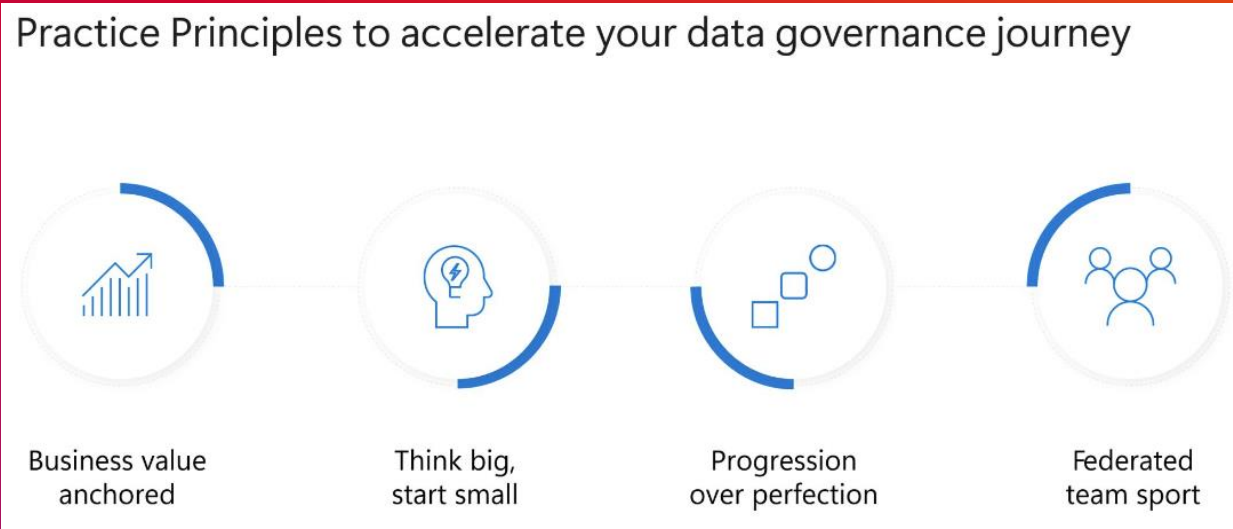 Practice Principles to accelerate your data governance journey
Business value
anchored
Think big,
start small
Progression
over perfection
Federated
team sport